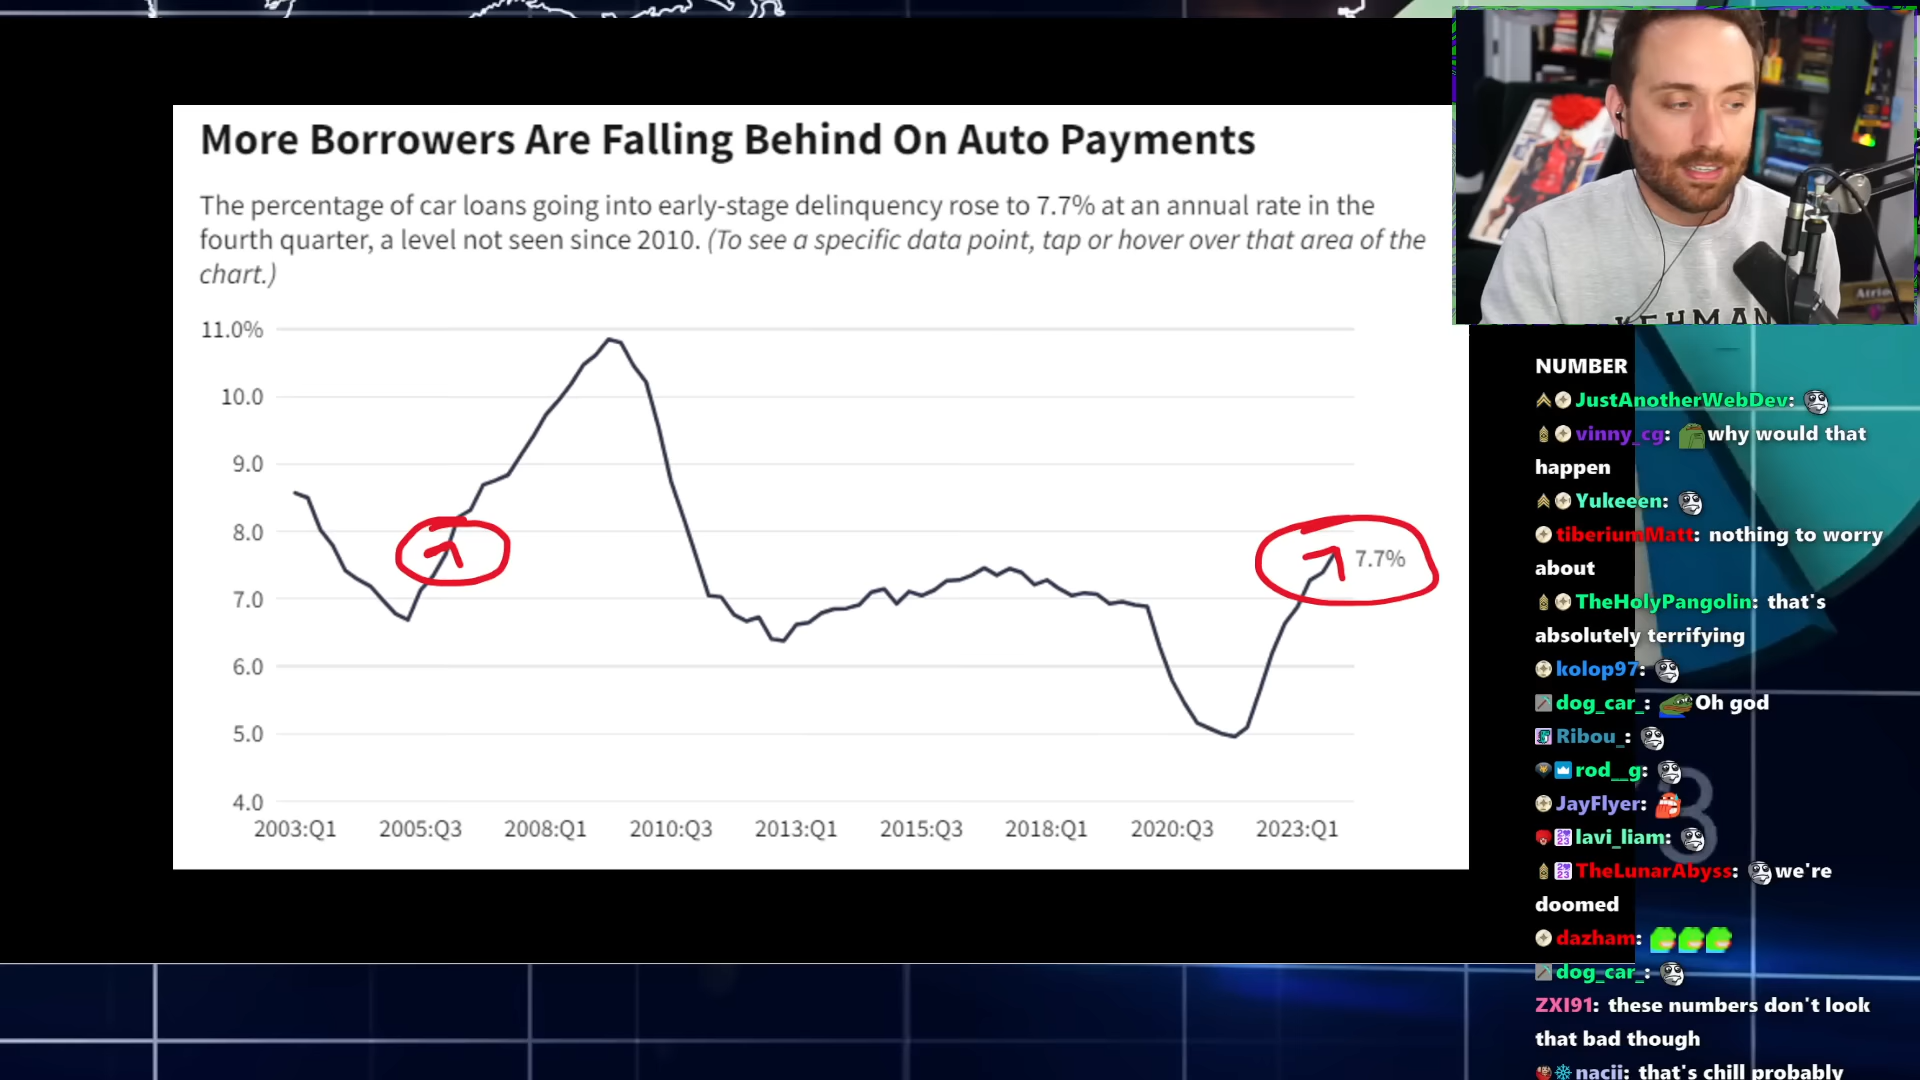 More Borrowers Are Falling Behind On Auto Payments
The percentage of car loans going into early-stage delinquency rose to 7.7% at an annual rate in the
fourth quarter, a level not seen since 2010. (To see a specific data point, tap or hover over that area of the
chart.)
11.0%
10.0
9.0
8.0
7.0
6.0
5.0
4.0
7.7%
2003:Q1 2005:Q3 2008:Q1 2010:Q3 2013:Q1 2015:Q3 2018:Q1 2020:Q3 2023:Q1
NUMBER
JustAnotherWebDev:
vinny_cg: why would that
happen
Yukeeen:
tiberiumMatt: nothing to worry
about
TheHolyPangolin: that's
absolutely terrifying
kolop97:
dog_car_: Oh god
Ribou_:
rod__g:
JayFlyer:
lavi_liam:
TheLunarAbyss: we're
doomed
dazham:
dog_car_:
ZXI91: these numbers don't look
that bad though
nacii: that's chill probably
3